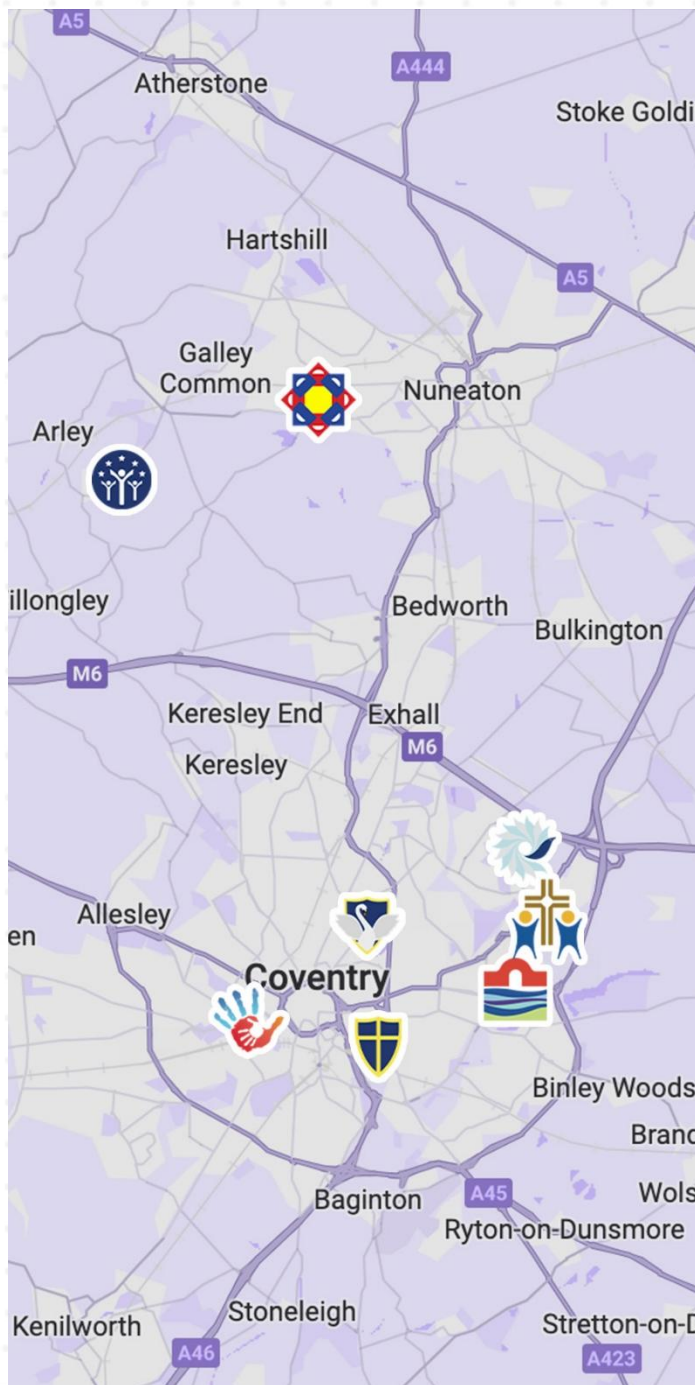 A5
Atherstone
A444
Stoke Goldi
Hartshill
A5
Galley
Common
Nuneaton
Arley
illongley
Bedworth
Bulkington
M6
Keresley End
Exhall
M6
Keresley
Allesley
en
Coventry
Binley Woods
Branc
Baginton
A45
Wols
Ryton-on-Dunsmore
Stoneleigh
Kenilworth
Stretton-on-D
A46
A423